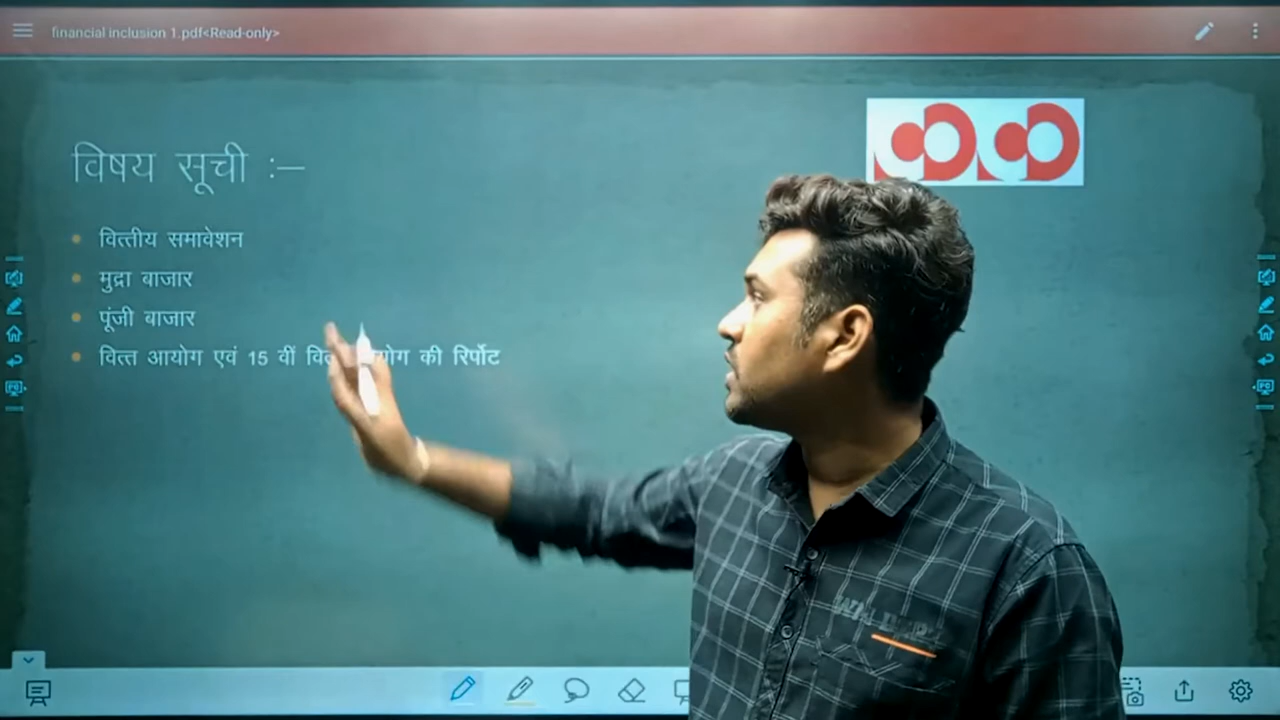 financial inclusion 1.pdf<Read-only>
विषय सूची :–
वित्तीय समावेशन
मुद्रा बाजार
पूंजी बाजार
वित्त आयोग एवं 15 वीं की रिर्पोट